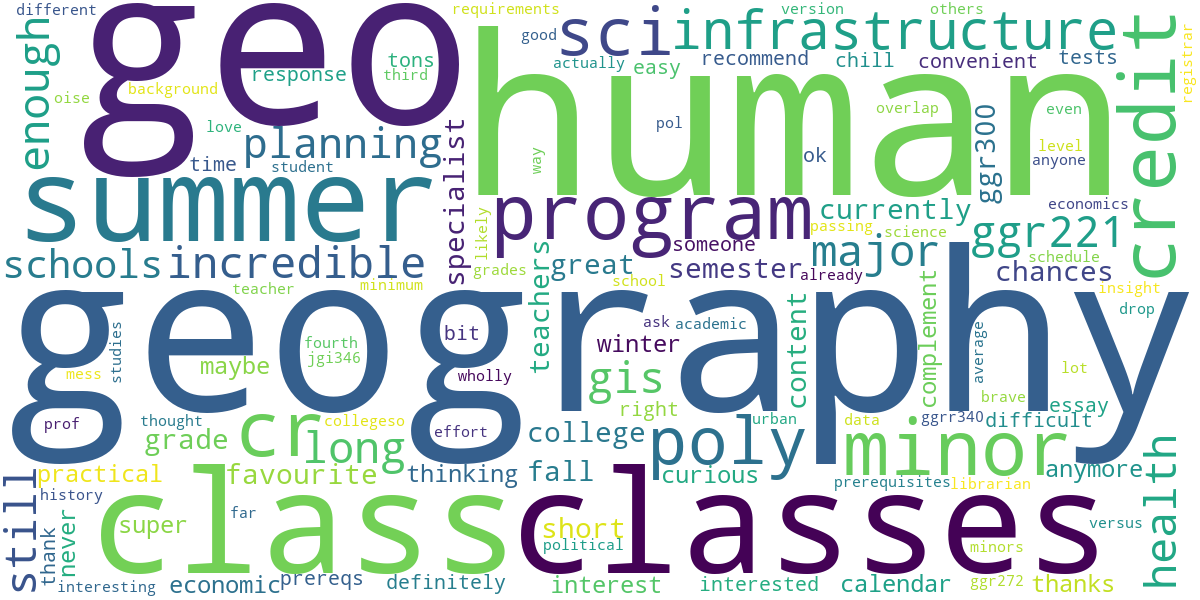 different
geo
requirements
version
others
good
sci
infrastructure
credit
registrar
enough
tons
response
third
actually
easy
recommend
chill
convenient
tests
human
oise
background
love
planning
time
student
pol
overlap
even
level
anyone
ok
way
ggr300
specialist
summer
program
likely
currently
passing
science
economics
ggr221
schedule
schools
incredible
someone
major
great
semester
already
chances
grades
school
teachers
teacher
minimum
insight
geography
studies
fourth
jgi346
bit
ask
academic
winter
content
complement
average
drop
mess
maybe
wholly
gis
right
lot
brave
essay
prof
thought
collegeso
effort
urban
data
ggrr340
difficult
cr
long
grade
college
poly
minor
practical
favourite
thinking
fall
curious
prerequisites
librarian
anymore
health
still
history
class
classes
super
far
short
political
versus
minors
never
thank
interesting
economic
prereqs
definitely
interest
interested
calendar
ggr272
thanks